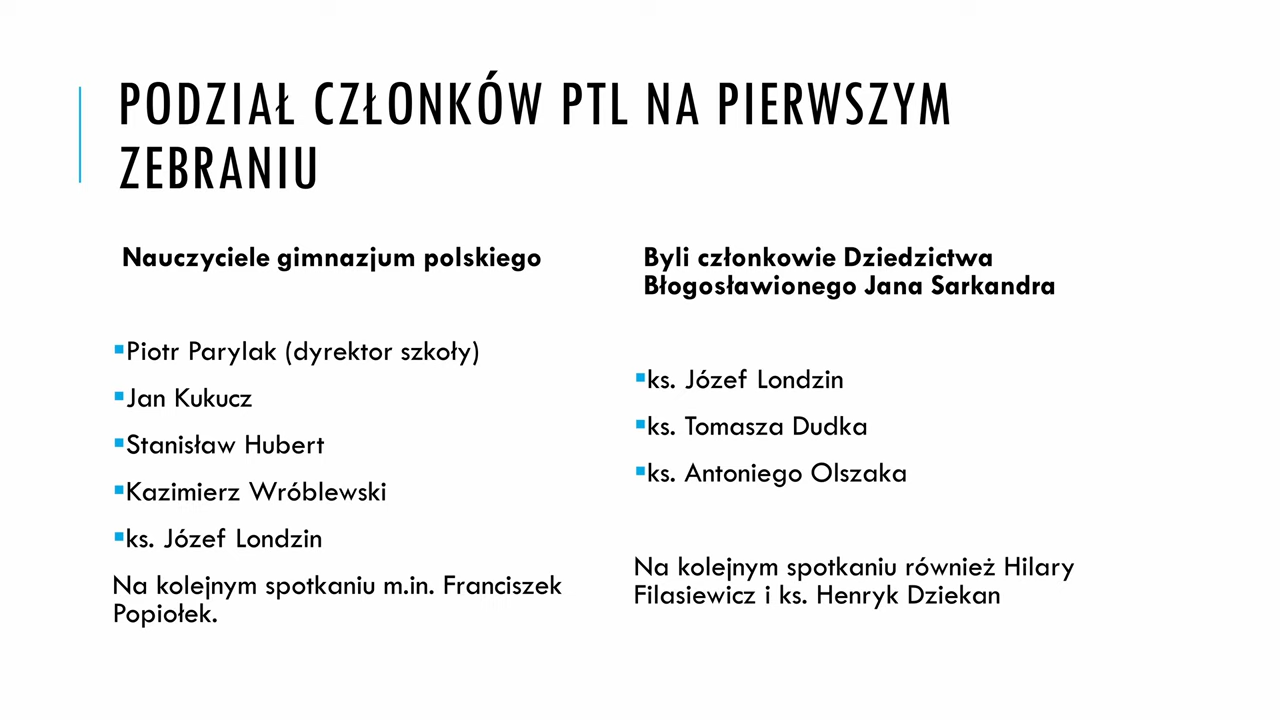 PODZIAŁ CZŁONKÓW PTL NA PIERWSZYM
ZEBRANIU
Nauczyciele gimnazjum polskiego
▪Piotr Parylak (dyrektor szkoły)
▪Jan Kukucz
▪Stanisław Hubert
▪Kazimierz Wróblewski
▪ks. Józef Londzin
Na kolejnym spotkaniu m.in. Franciszek
Popiołek.
Byli członkowie Dziedzictwa
Błogosławionego Jana Sarkandra
▪ks. Józef Londzin
▪ks. Tomasza Dudka
▪ks. Antoniego Olszaka
Na kolejnym spotkaniu również Hilary
Filasiewicz i ks. Henryk Dziekan